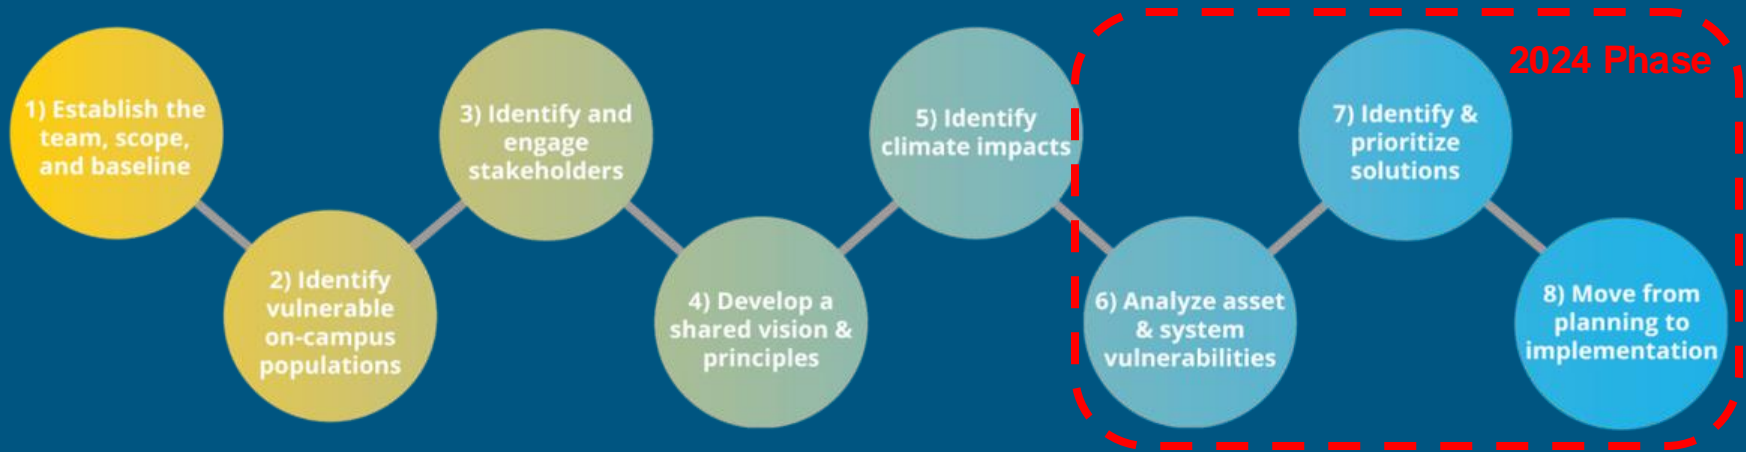 1) Establish the
team, scope,
and baseline
2) Identify
vulnerable
on-campus
populations
3) Identify and
engage
stakeholders
4) Develop a
shared vision &
principles
5) Identify
climate impacts
2024 Phase
6) Analyze asset
& system
vulnerabilities
7) Identify &
prioritize
solutions
8) Move from
planning to
implementation